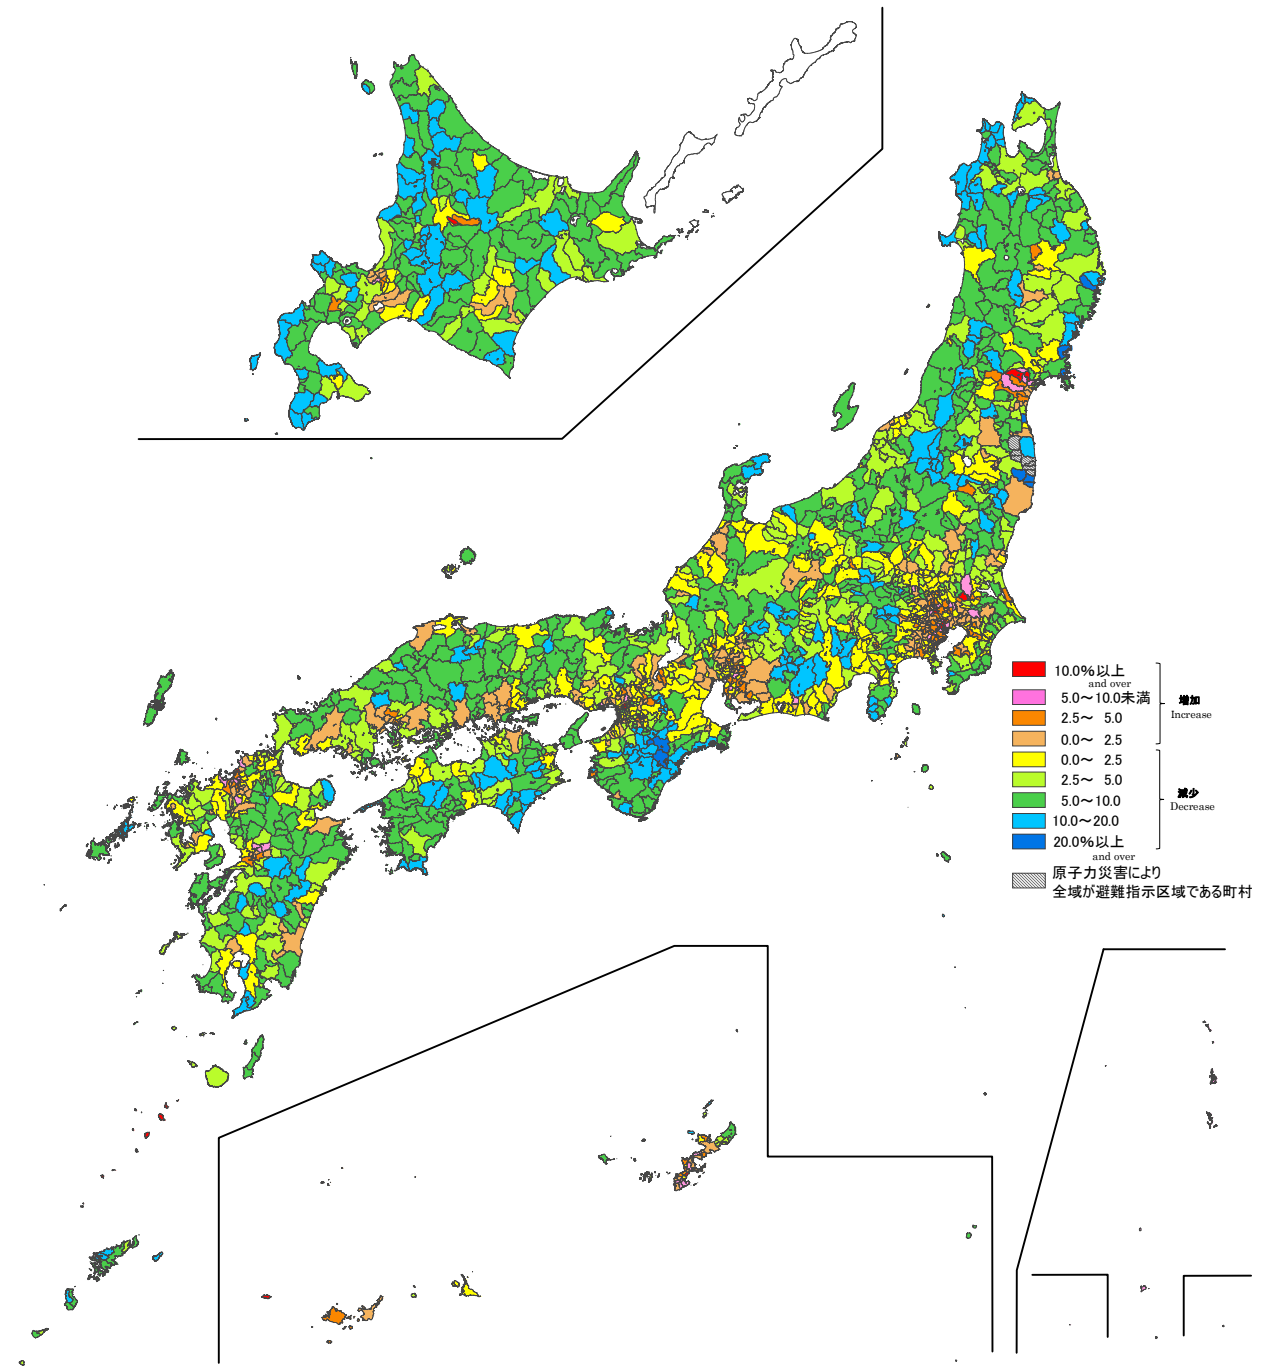 10.0%以上
and over
5.0～10.0未満
2.5～ 5.0
0.0～ 2.5
増加
Increase
0.0～ 2.5
2.5～ 5.0
5.0～10.0
10.0～20.0
20.0%以上
and over
減少
Decrease
原子力災害により
全域が避難指示区域である町村